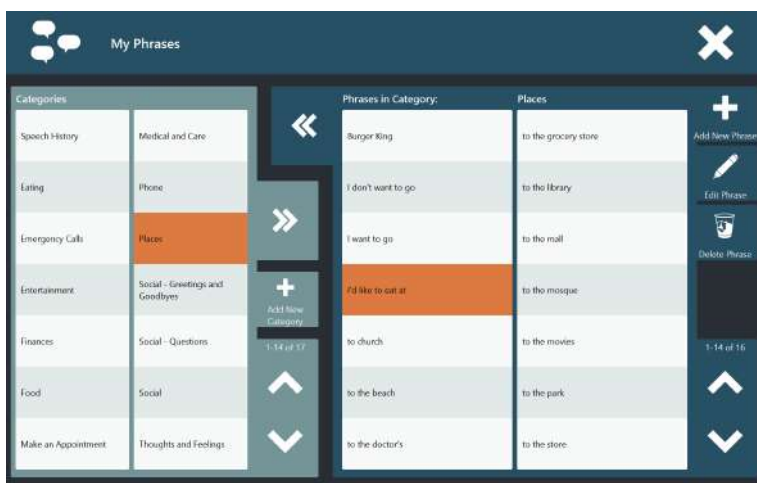 My Phrases
Categories
Speech History
Medical and Care
Eating
Phone
Emergency Calls
Places
Entertainment
Social - Greetings and
Goodbyes
Finances
Social - Questions
Food
Social
Make an Appointment
Thoughts and Feelings
Add New
Category
1-14 of 17
Phrases in Category:
Places
Burger King
to the grocery store
I don't want to go
to the library
I want to go
to the mall
I'd like to eat at
to the mosque
to church
to the movies
to the beach
to the park
to the doctor's
to the store
Add New Phrase
Edit Phrase
Delete Phrase
1-14 of 16